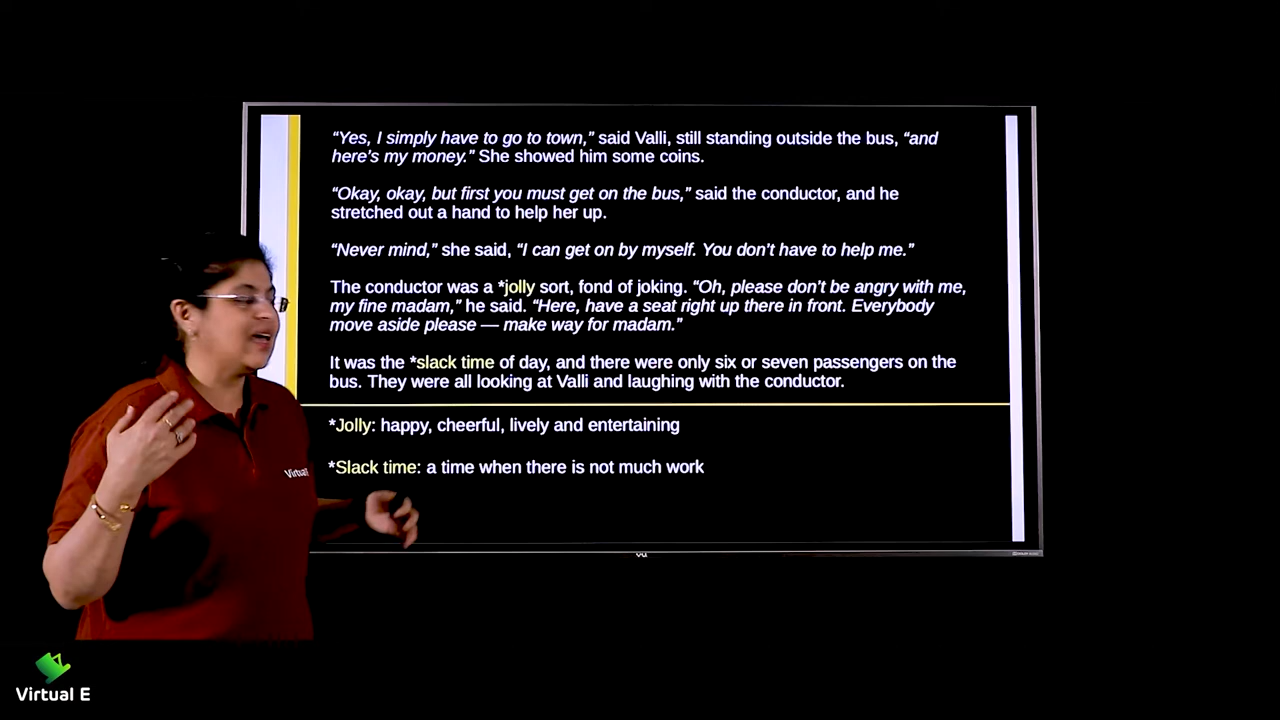 “Yes, I simply have to go to town,” said Valli, still standing outside the bus, “and
here’s my money.” She showed him some coins.
“Okay, okay, but first you must get on the bus,” said the conductor, and he
stretched out a hand to help her up.
“Never mind,” she said, “I can get on by myself. You don’t have to help me.”
The conductor was a *jolly sort, fond of joking. “Oh, please don’t be angry with me,
my fine madam,” he said. “Here, have a seat right up there in front. Everybody
move aside please — make way for madam.”
It was the *slack time of day, and there were only six or seven passengers on the
bus. They were all looking at Valli and laughing with the conductor.
*Jolly: happy, cheerful, lively and entertaining
*Slack time: a time when there is not much work
Virtual
Virtual E